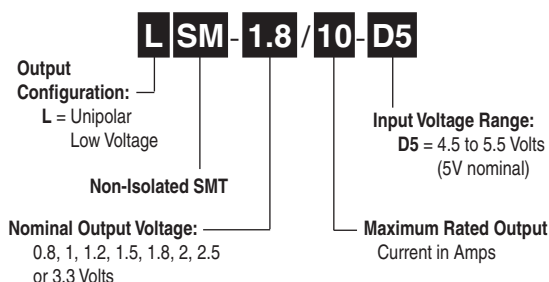 L SM - 1.8 / 10 - D5
Output
Configuration:
L = Unipolar
Low Voltage
Non-Isolated SMT
Nominal Output Voltage:
0.8, 1, 1.2, 1.5, 1.8, 2, 2.5
or 3.3 Volts
Input Voltage Range:
D5 = 4.5 to 5.5 Volts
(5V nominal)
Maximum Rated Output
Current in Amps